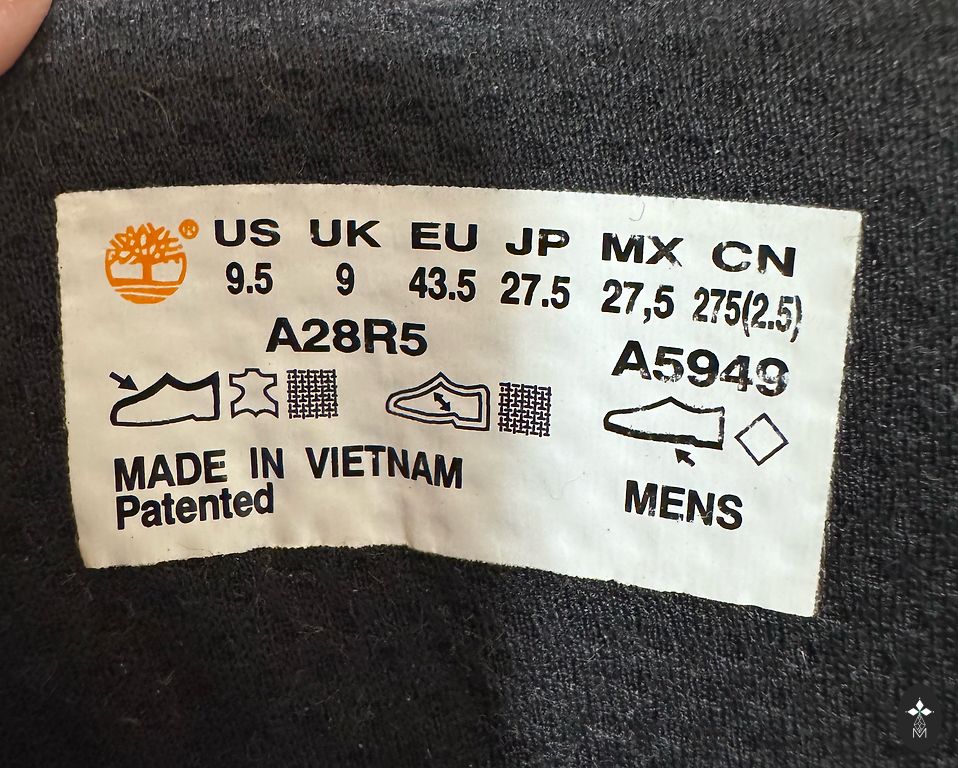 ® US UK EU JP MX CN
9.5 9 43.5 27.5 27,5 275(2.5)
A28R5 A5949
MADE IN VIETNAM
Patented
MENS
M